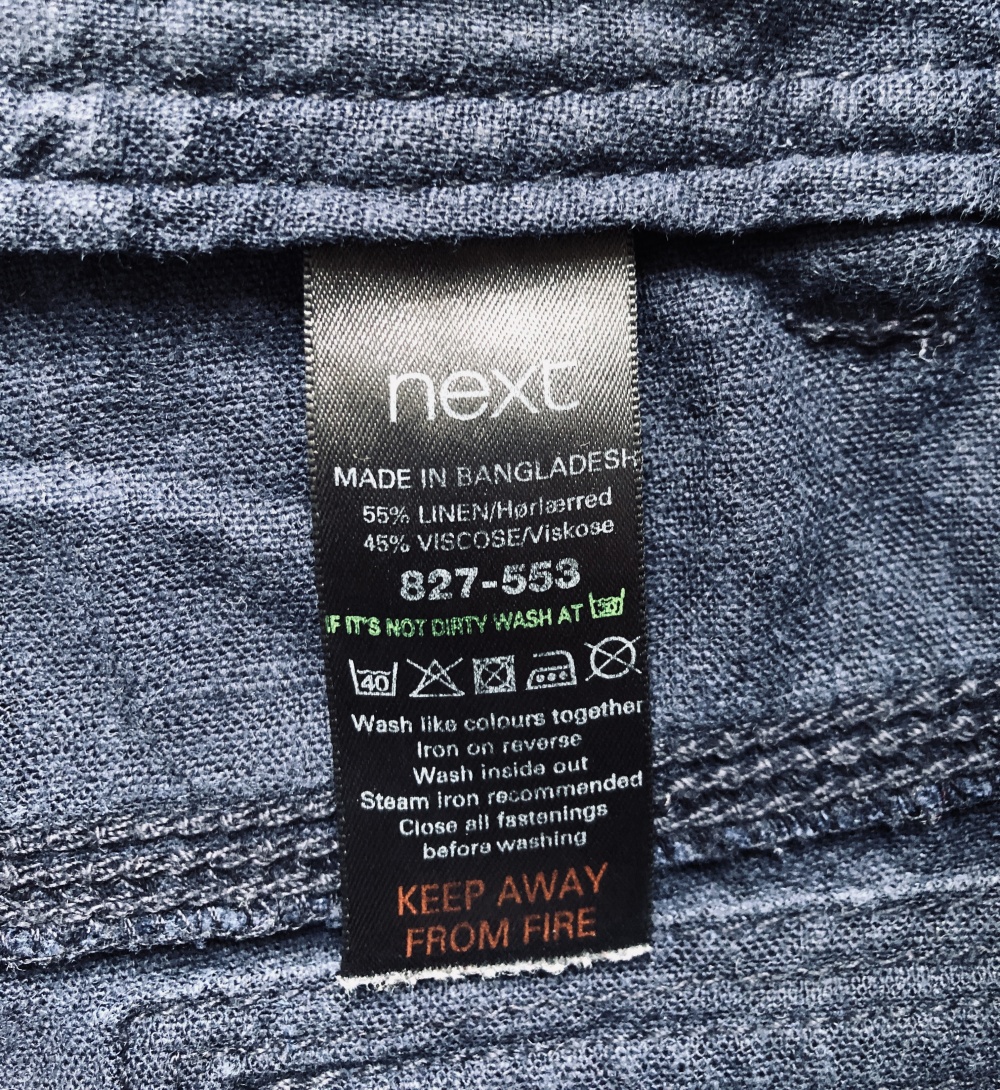 next
MADE IN BANGLADESH
55% LINEN/Hørlærred
45% VISCOSE/Viskose
827-553
IF IT'S NOT DIRTY WASH AT 30
40
Wash like colours together
Iron on reverse
Wash inside out
Steam iron recommended
Close all fastenings
before washing
KEEP AWAY
FROM FIRE